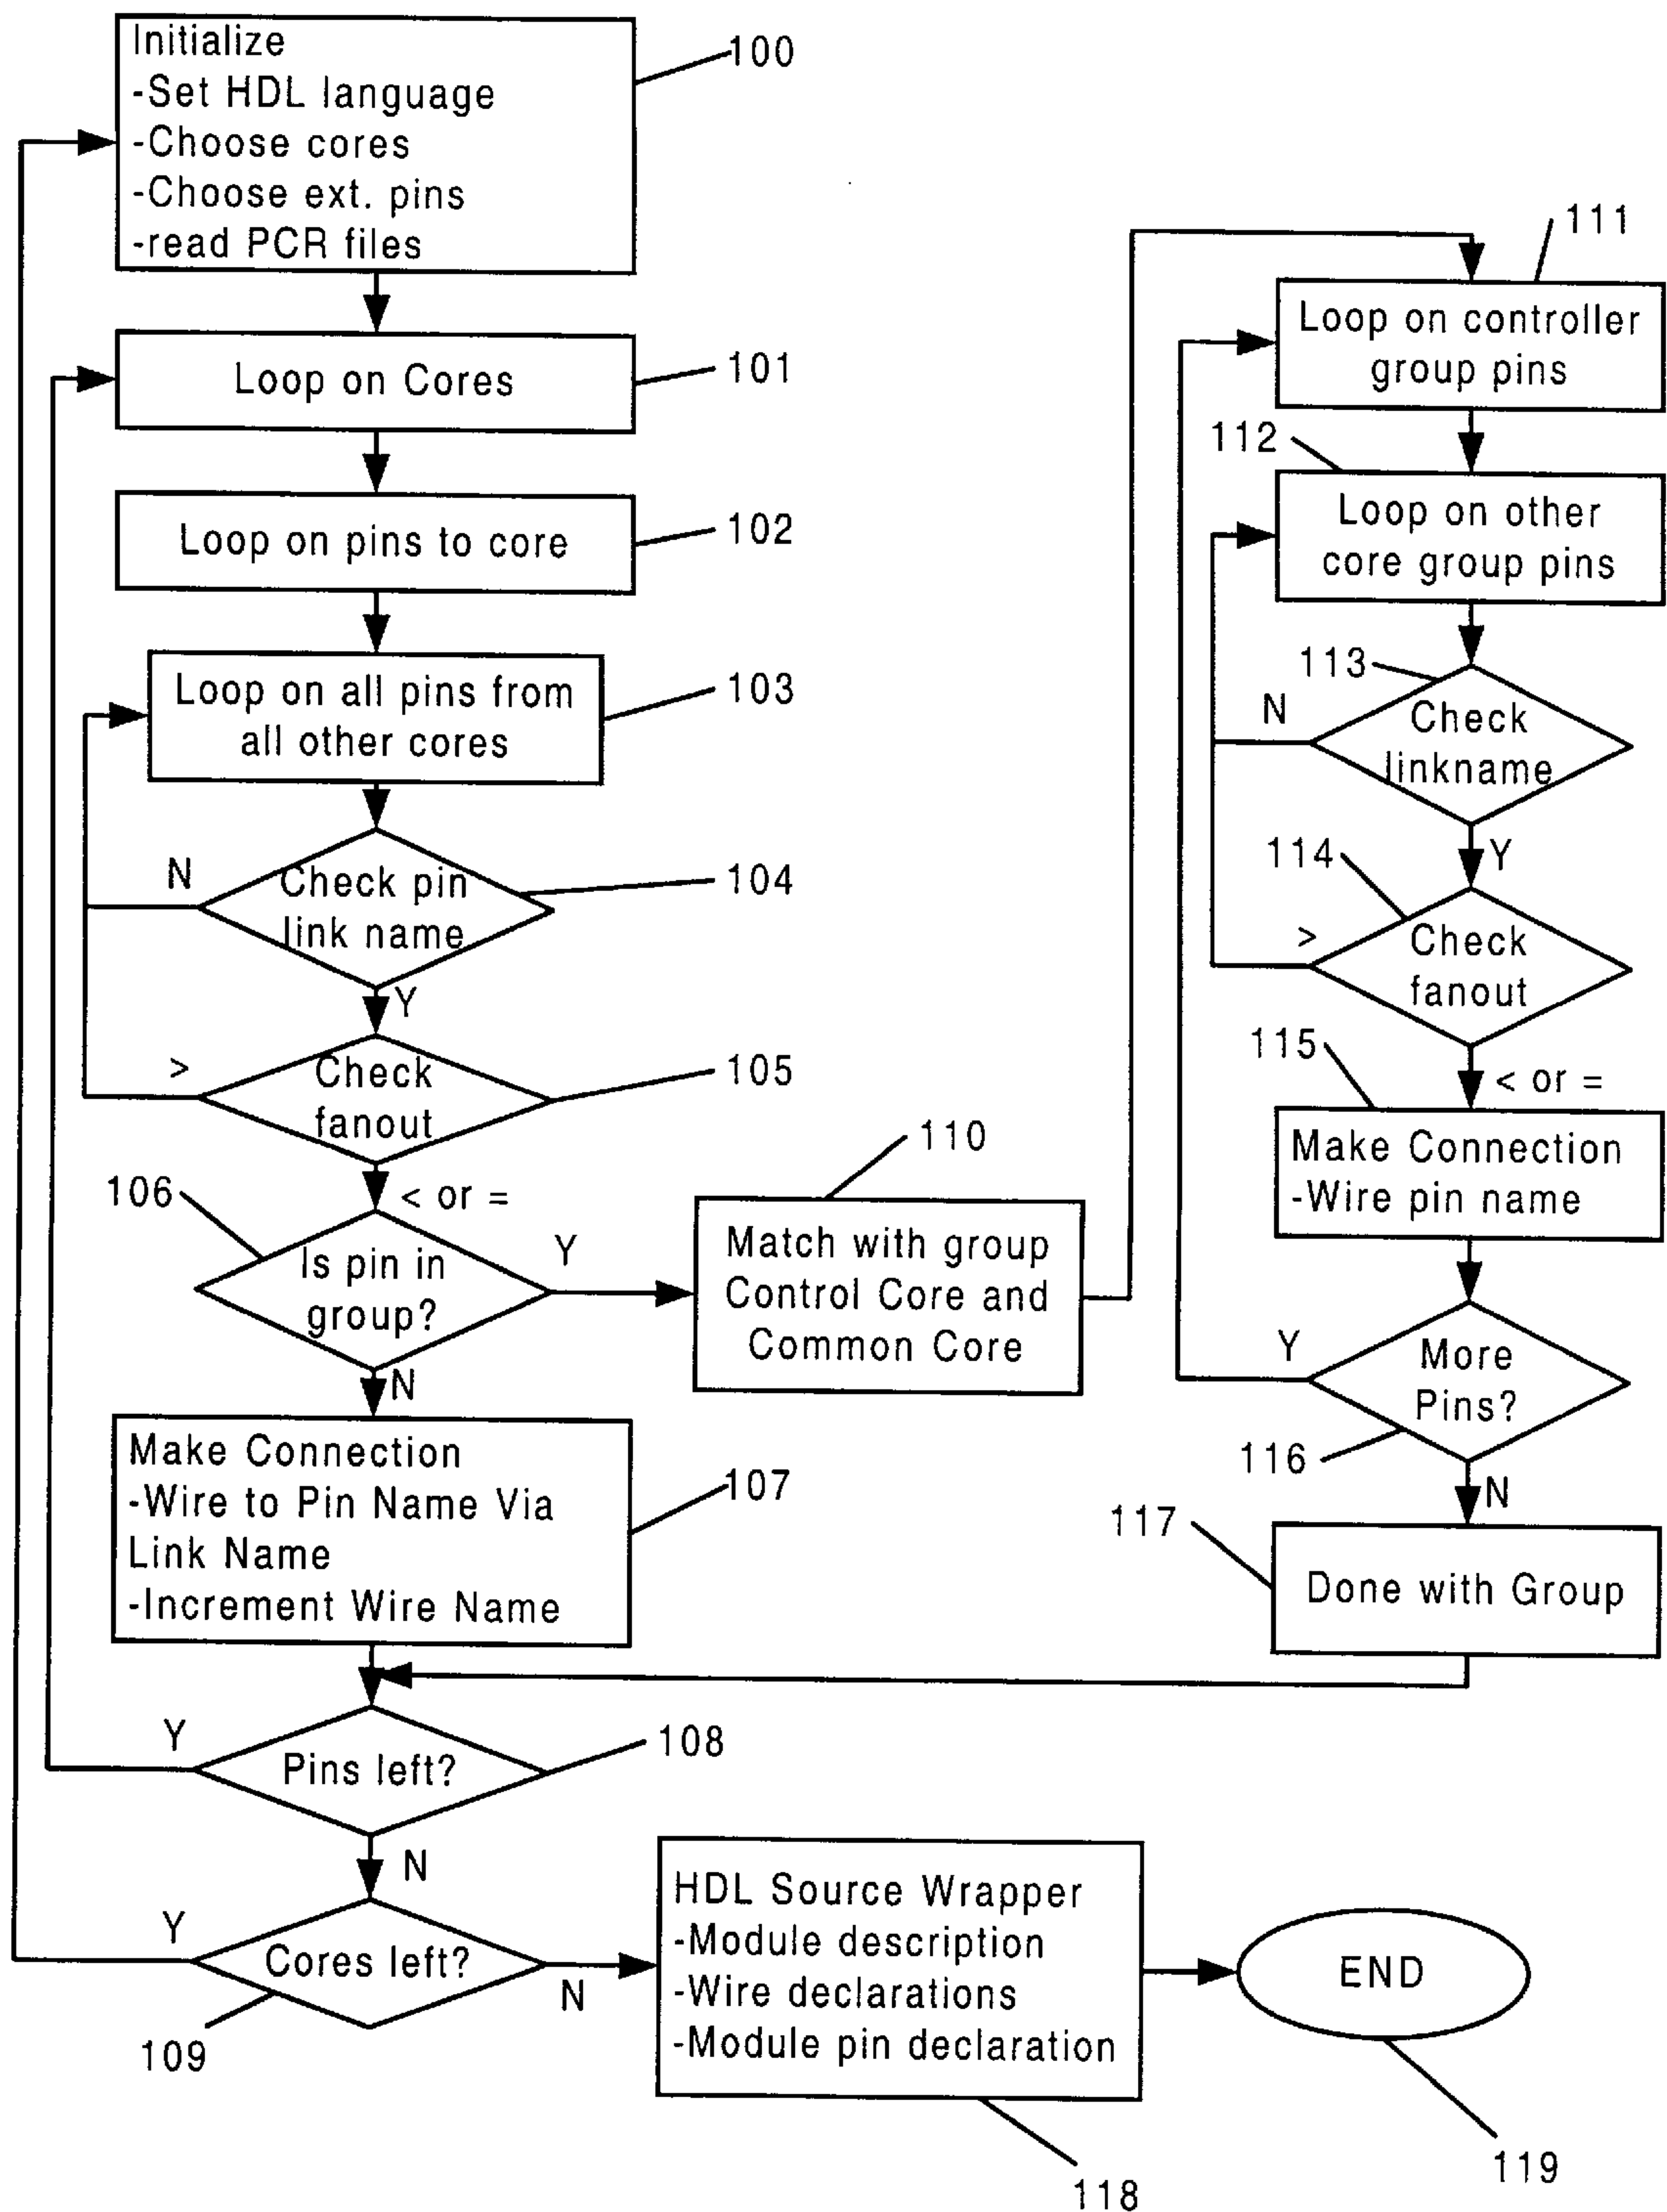 Initialize
-Set HDL language
-Choose cores
-Choose ext. pins
-read PCR files
100
Loop on Cores
101
Loop on pins to core
102
Loop on all pins from
all other cores
103
N
Check pin
link name
104
Y
>
Check
fanout
105
< or =
106
Is pin in
group?
Y
N
110
Match with group
Control Core and
Common Core
Make Connection
-Wire to Pin Name Via
Link Name
-Increment Wire Name
107
Y
Pins left?
108
N
Y
Cores left?
N
109
HDL Source Wrapper
-Module description
-Wire declarations
-Module pin declaration
118
END
119
111
Loop on controller
group pins
112
Loop on other
core group pins
113
N
Check
linkname
Y
114
>
Check
fanout
< or =
115
Make Connection
-Wire pin name
Y
More
Pins?
116
N
117
Done with Group